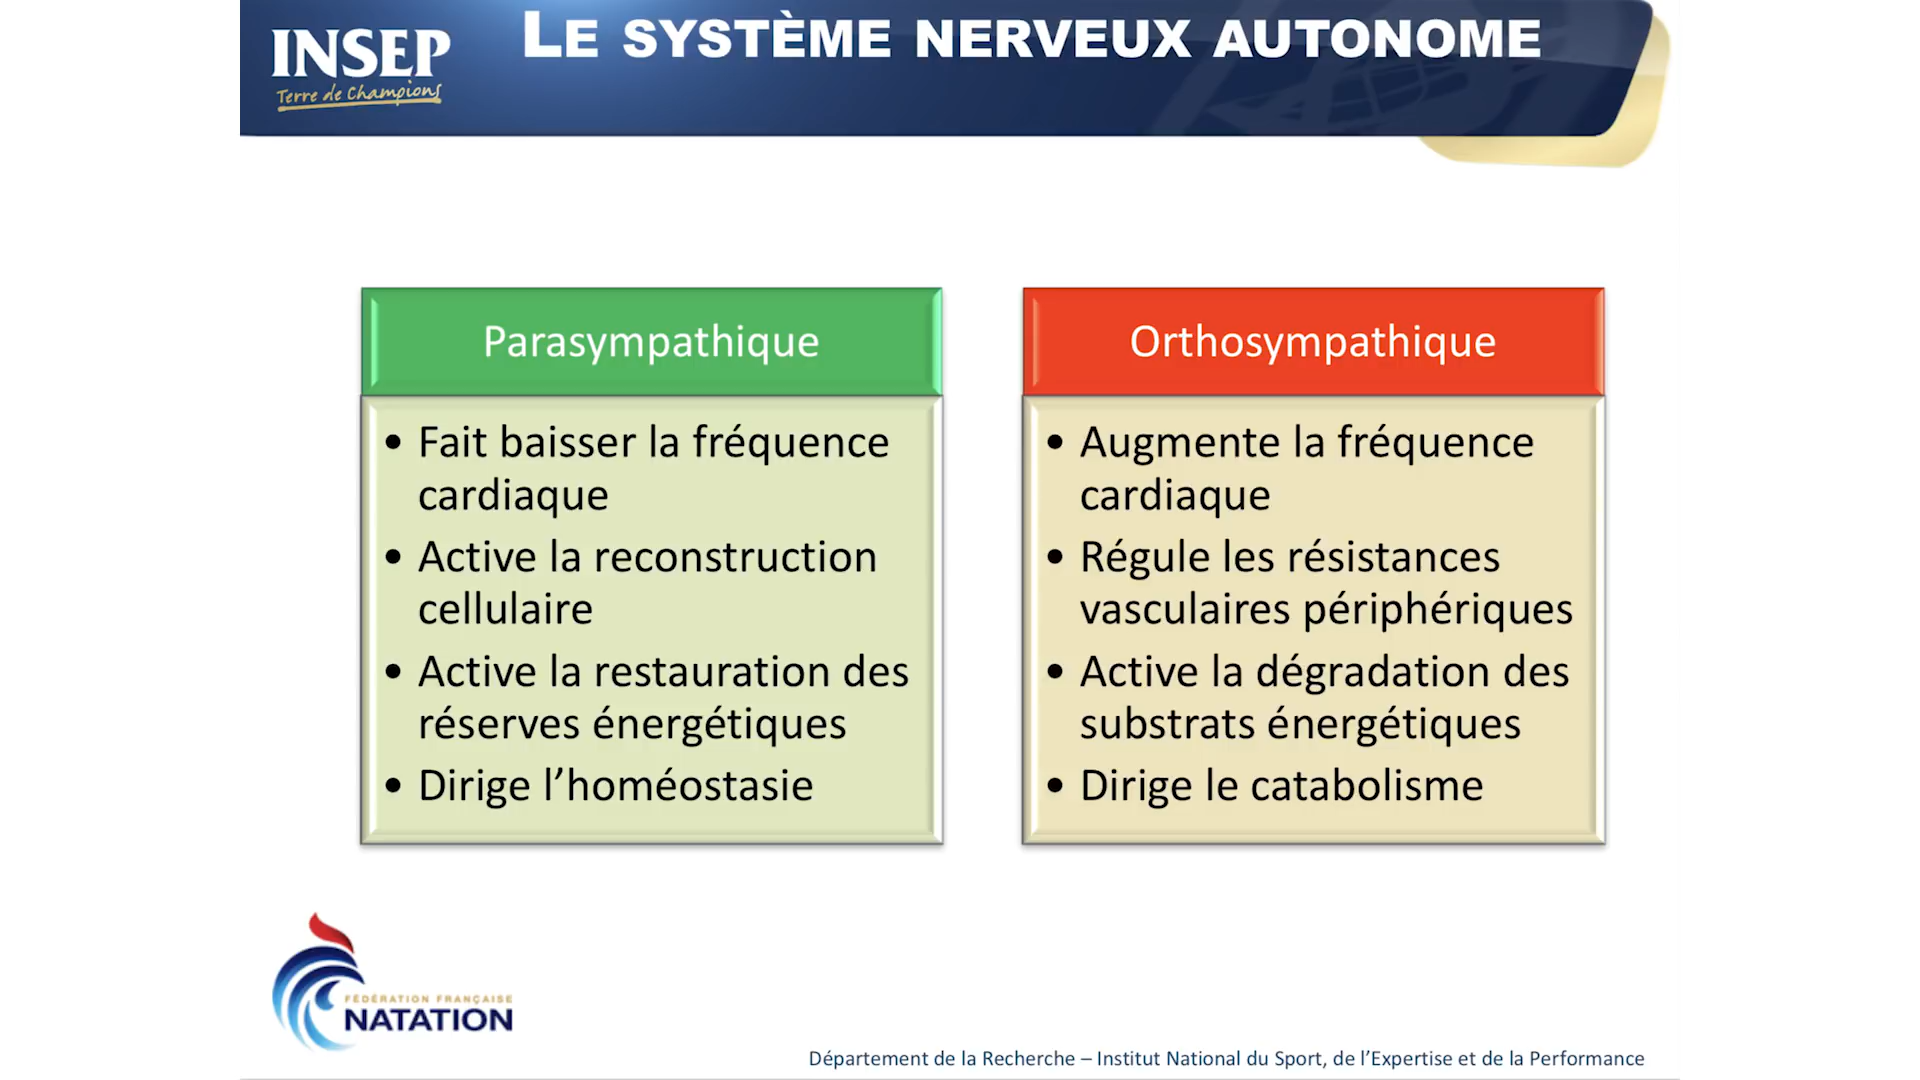 INSEP
Terre de Champions
LE SYSTÈME NERVEUX AUTONOME
Parasympathique
• Fait baisser la fréquence
cardiaque
• Active la reconstruction
cellulaire
• Active la restauration des
réserves énergétiques
• Dirige l’homéostasie
Orthosympathique
• Augmente la fréquence
cardiaque
• Régule les résistances
vasculaires périphériques
• Active la dégradation des
substrats énergétiques
• Dirige le catabolisme
FÉDÉRATION FRANÇAISE
NATATION
Département de la Recherche – Institut National du Sport, de l’Expertise et de la Performance